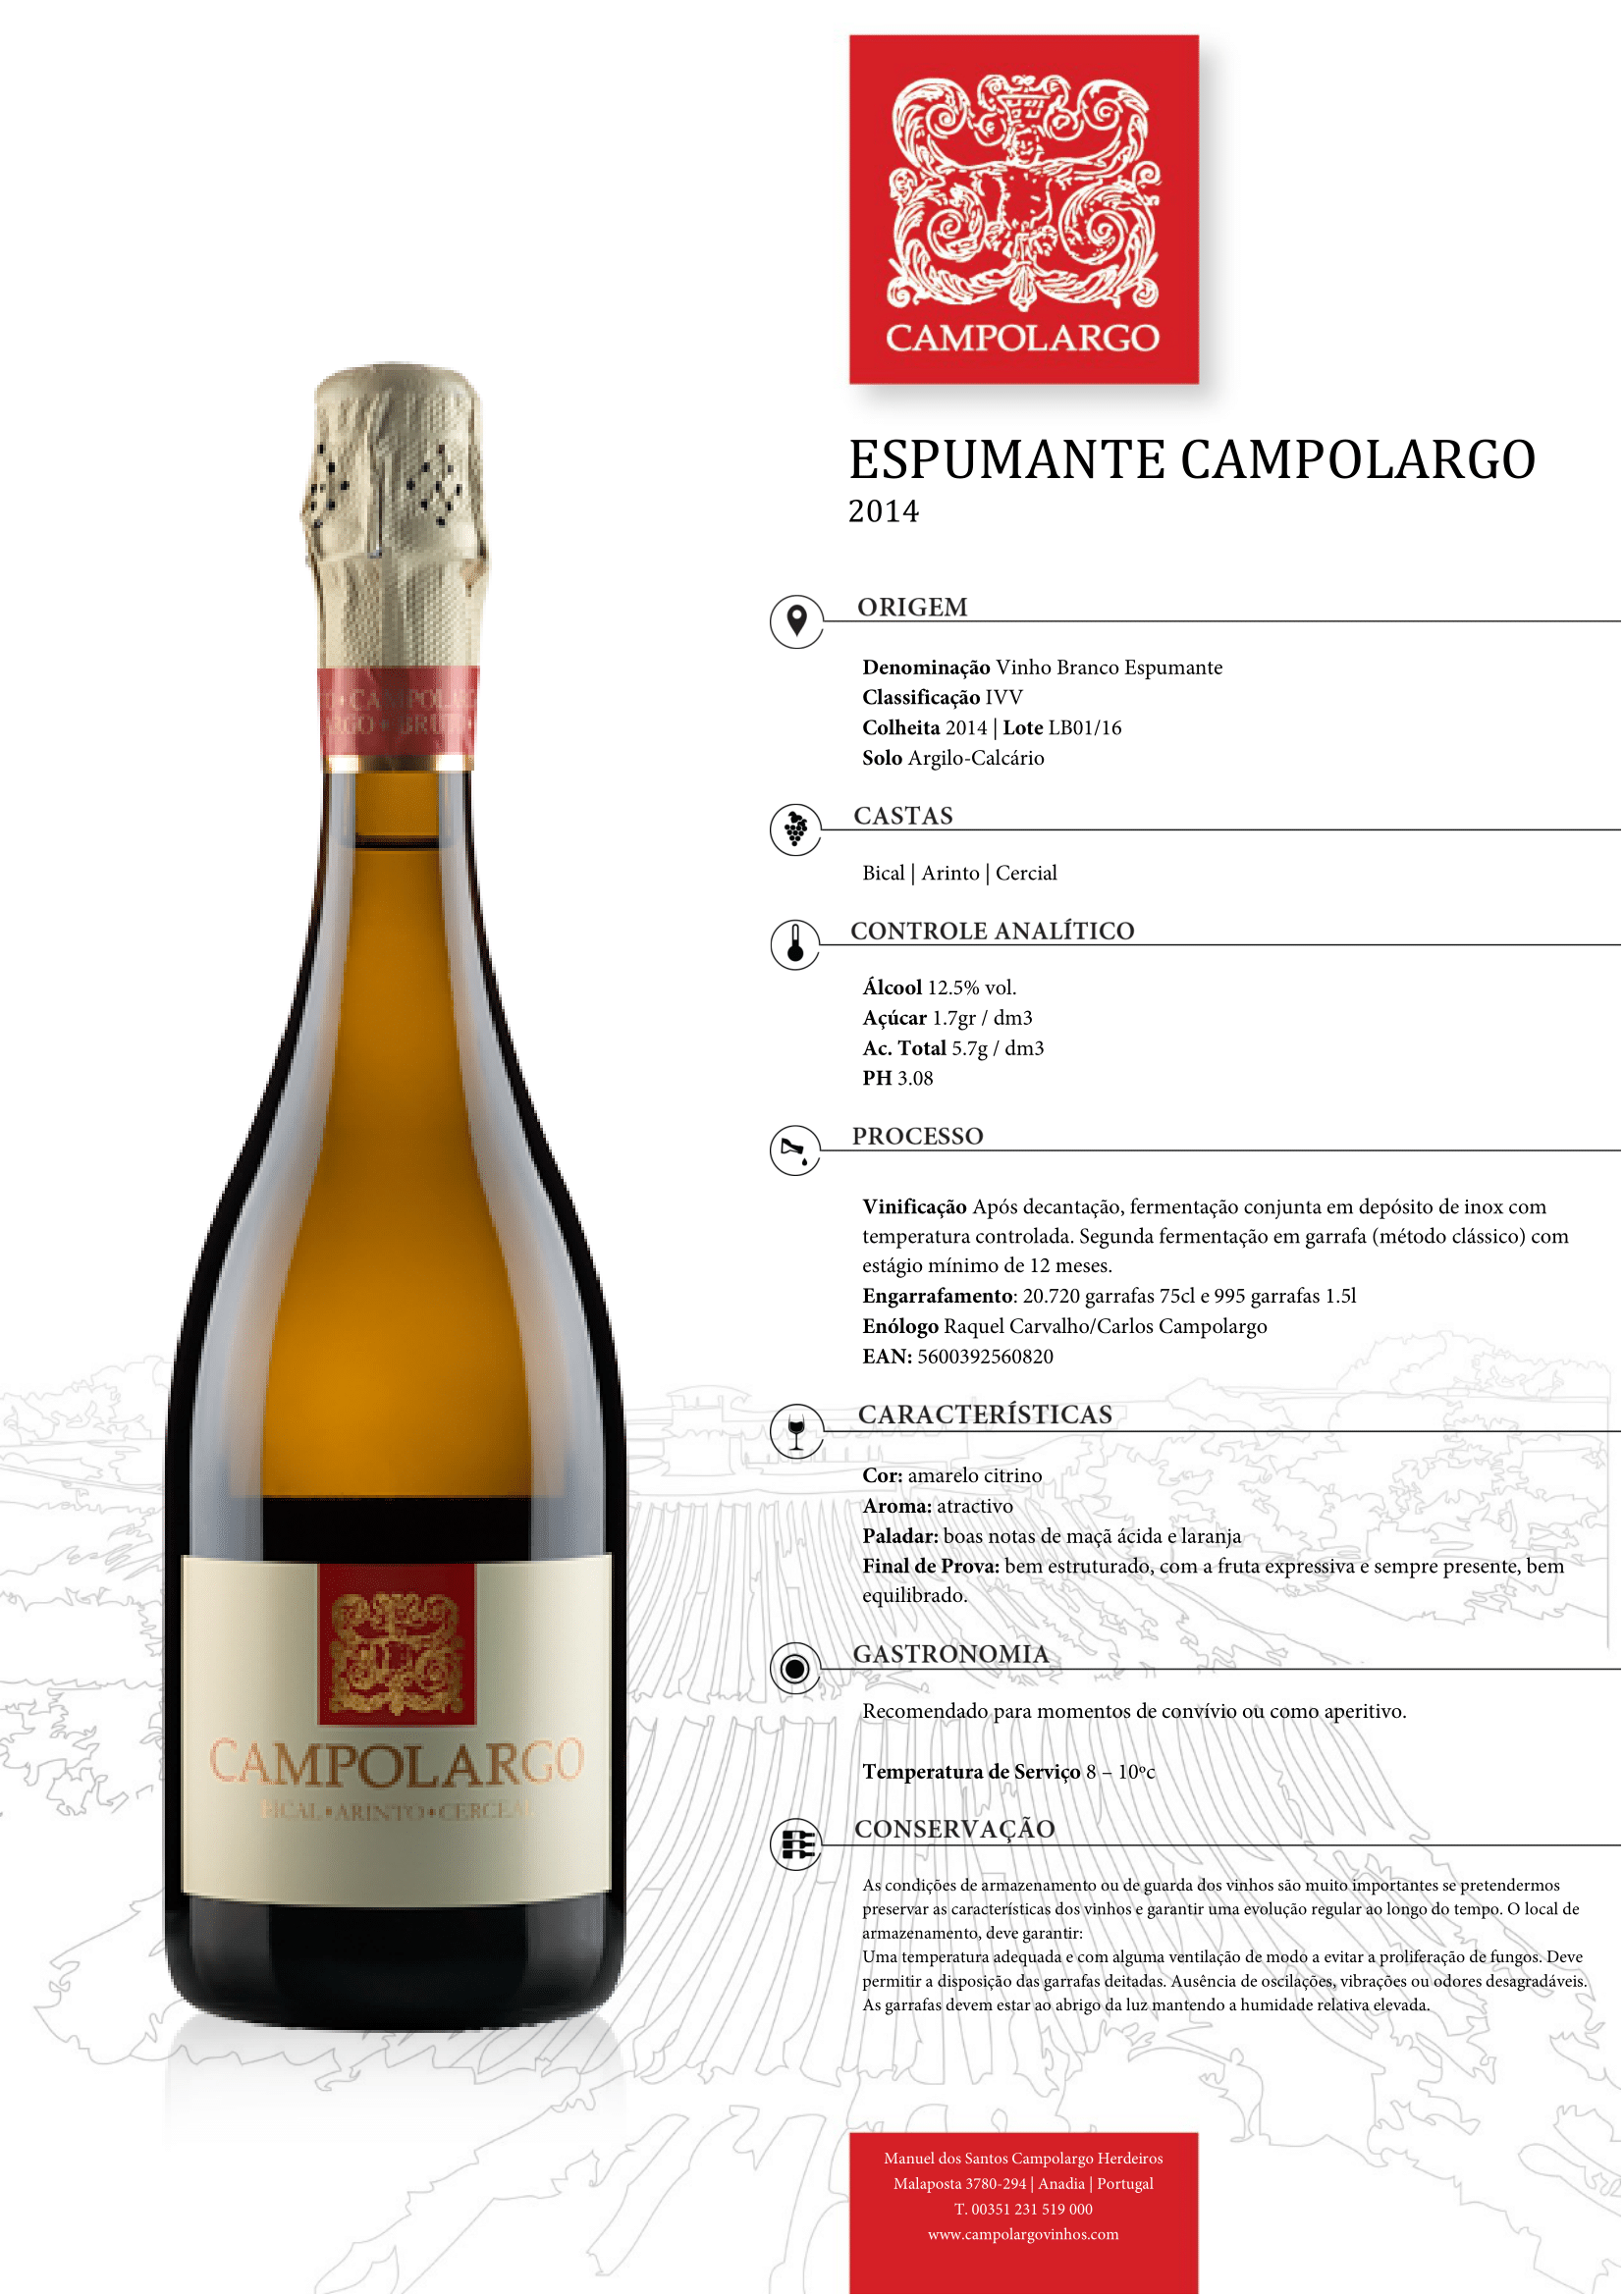 CAMPOLARGO
ESPUMANTE CAMPOLARGO
2014
ORIGEM
Denominação Vinho Branco Espumante
Classificação IVV
Colheita 2014 | Lote LB01/16
Solo Argilo-Calcário
CASTAS
Bical | Arinto | Cercial
CONTROLE ANALÍTICO
Álcool 12.5% vol.
Açúcar 1.7gr / dm3
Ac. Total 5.7g / dm3
PH 3.08
PROCESSO
Vinificação Após decantação, fermentação conjunta em depósito de inox com
temperatura controlada. Segunda fermentação em garrafa (método clássico) com
estágio mínimo de 12 meses.
Engarrafamento: 20.720 garrafas 75cl e 995 garrafas 1.5l
Enólogo Raquel Carvalho/Carlos Campolargo
EAN: 5600392560820
CARACTERÍSTICAS
Cor: amarelo citrino
Aroma: atractivo
Paladar: boas notas de maçã ácida e laranja
Final de Prova: bem estruturado, com a fruta expressiva e sempre presente, bem
equilibrado.
GASTRONOMIA
Recomendado para momentos de convívio ou como aperitivo.
Temperatura de Serviço 8 – 10ºc
CONSERVAÇÃO
As condições de armazenamento ou de guarda dos vinhos são muito importantes se pretendermos
preservar as características dos vinhos e garantir uma evolução regular ao longo do tempo. O local de
armazenamento, deve garantir:
Uma temperatura adequada e com alguma ventilação de modo a evitar a proliferação de fungos. Deve
permitir a disposição das garrafas deitadas. Ausência de oscilações, vibrações ou odores desagradáveis.
As garrafas devem estar ao abrigo da luz mantendo a humidade relativa elevada.
Manuel dos Santos Campolargo Herdeiros
Malaposta 3780-294 | Anadia | Portugal
T. 00351 231 519 000
www.campolargovinhos.com
CAMPOLARGO
BICAL • ARINTO • CERCEAL